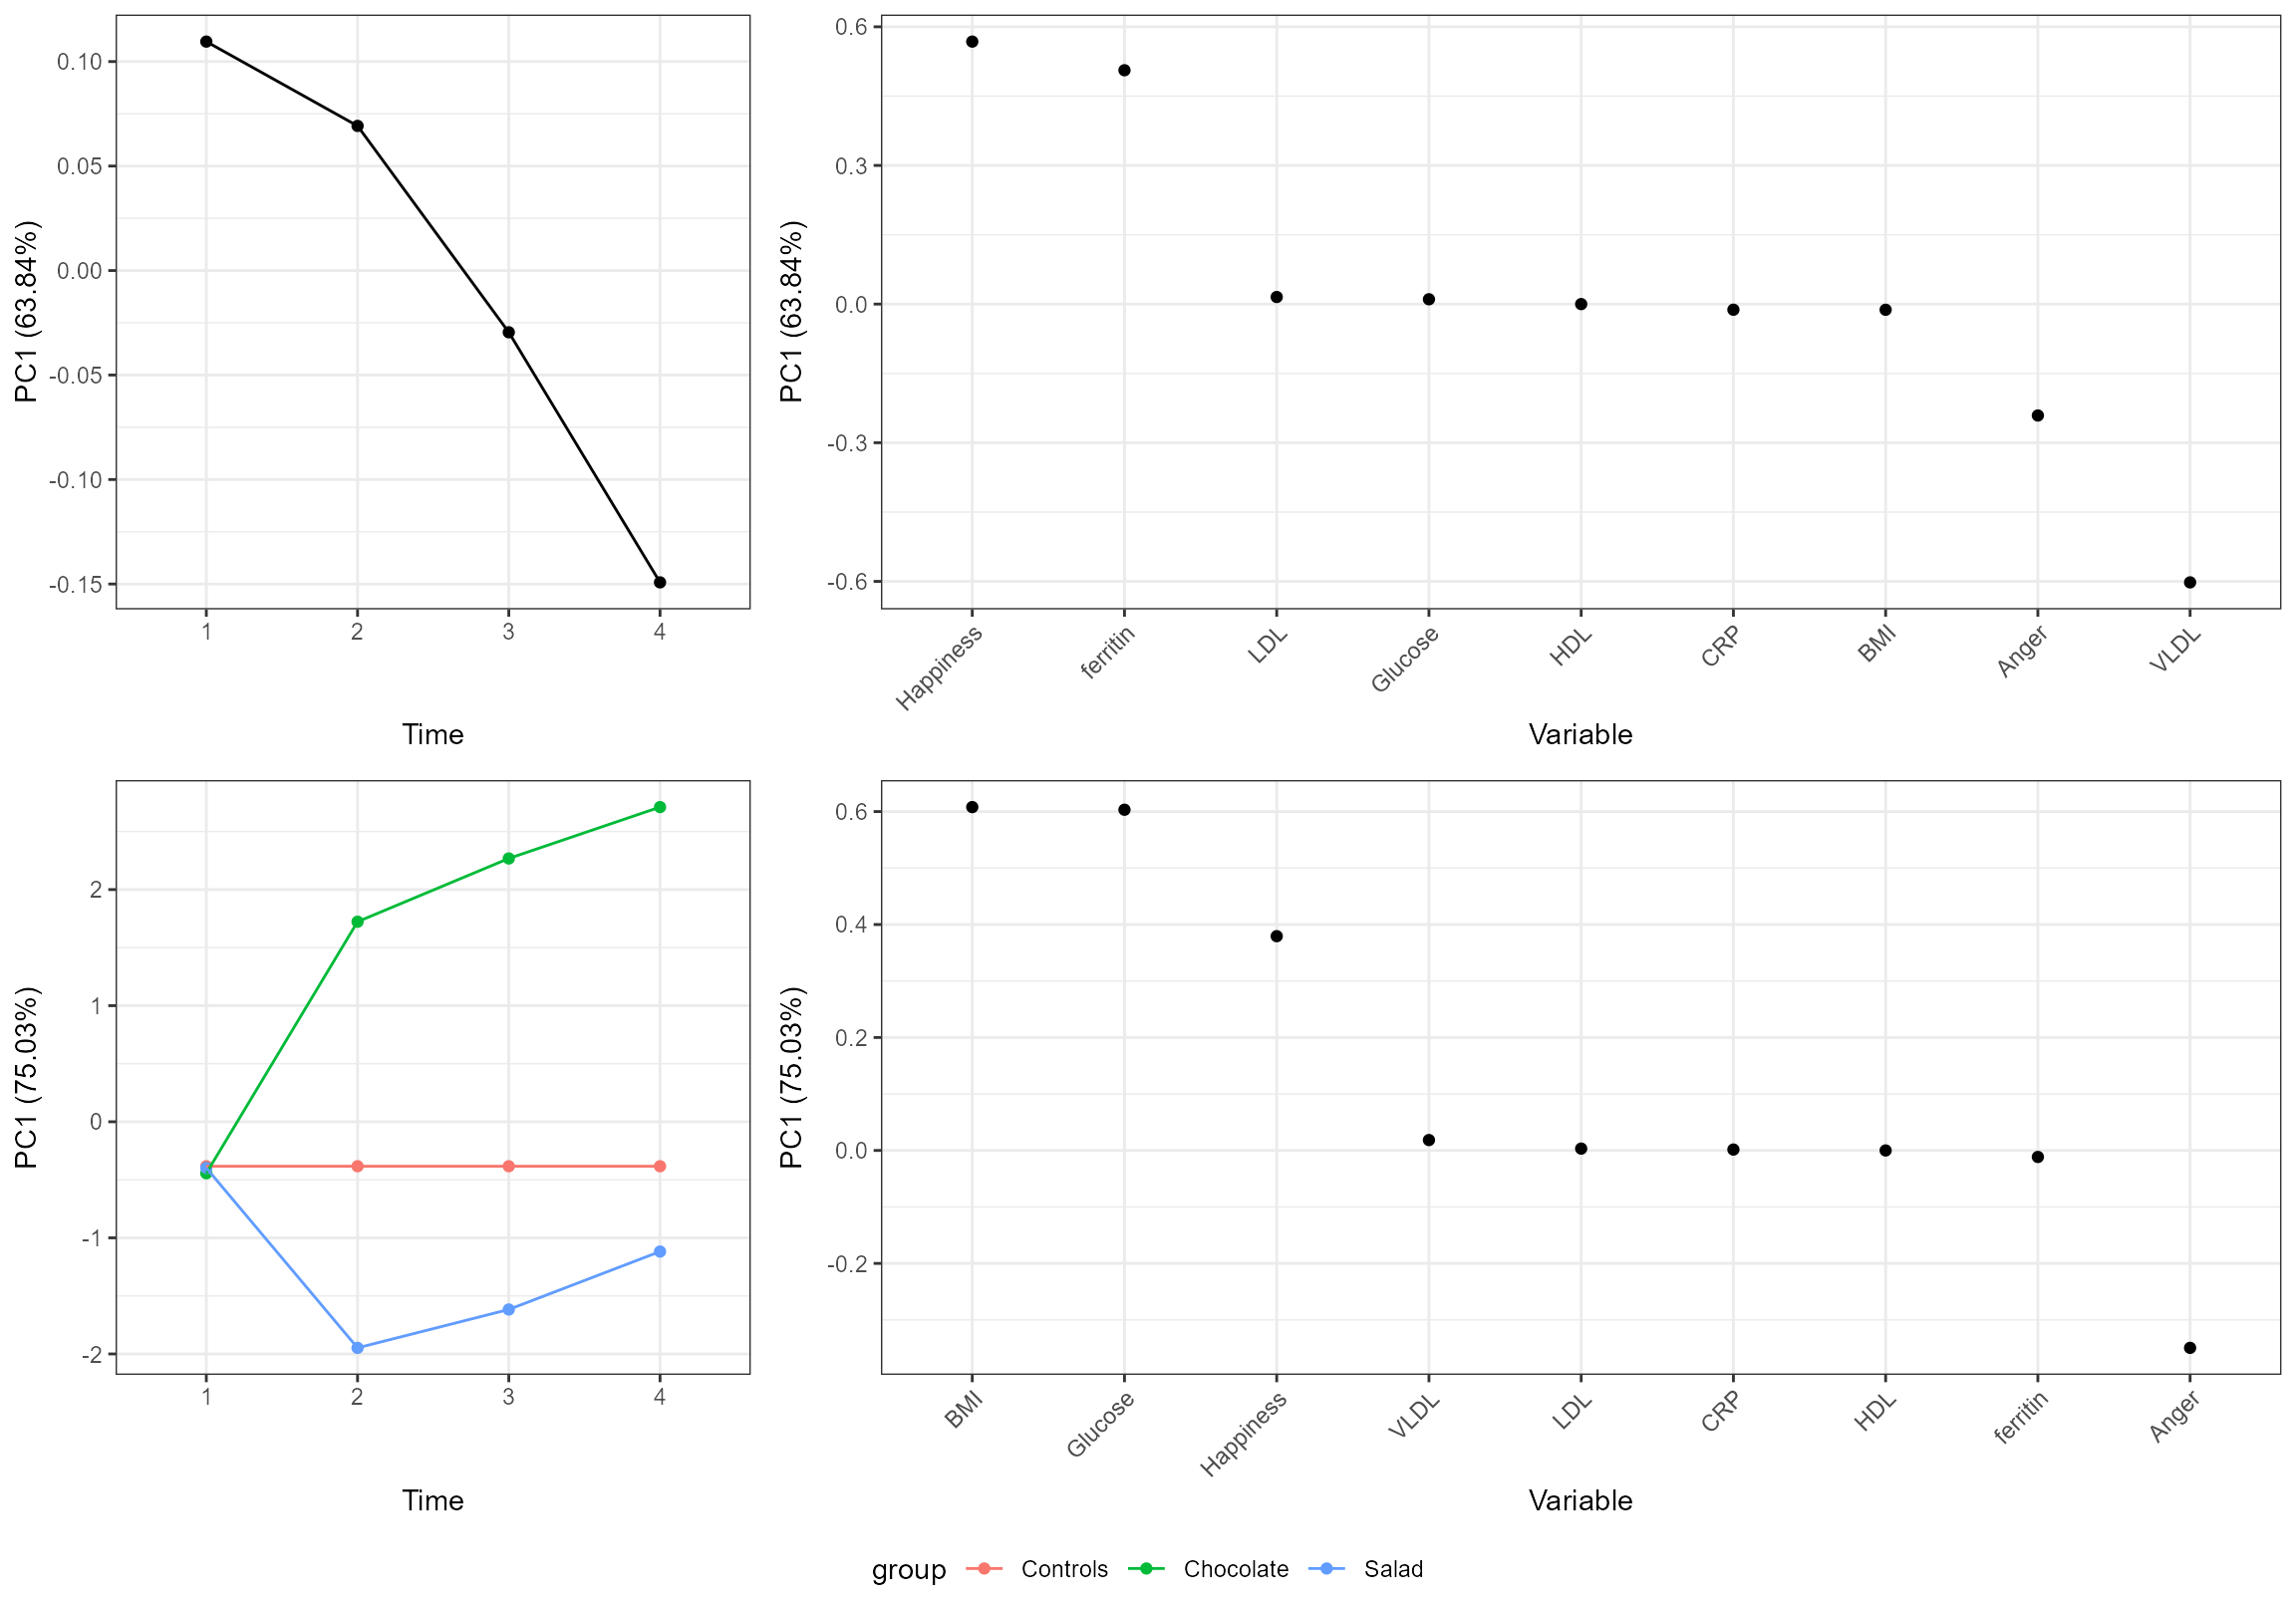 PC1 (63.84%)
0.10
0.05
0.00
-0.05
-0.10
-0.15
1 2 3 4
Time
PC1 (63.84%)
0.6
0.3
0.0
-0.3
-0.6
Happiness ferritin LDL Glucose HDL CRP BMI Anger VLDL
Variable
PC1 (75.03%)
2
1
0
-1
-2
1 2 3 4
Time
PC1 (75.03%)
0.6
0.4
0.2
0.0
-0.2
BMI Glucose Happiness VLDL LDL CRP HDL ferritin Anger
Variable
group Controls Chocolate Salad